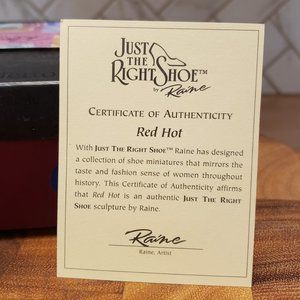 JUST
THE
RIGHT SHOE™
by Raine
CERTIFICATE OF AUTHENTICITY
Red Hot
With JUST THE RIGHT SHOE™ Raine has designed
a collection of shoe miniatures that mirrors the
taste and fashion sense of women throughout
history. This Certificate of Authenticity affirms
that Red Hot is an authentic JUST THE RIGHT
SHOE sculpture by Raine.
Raine
Raine, Artist